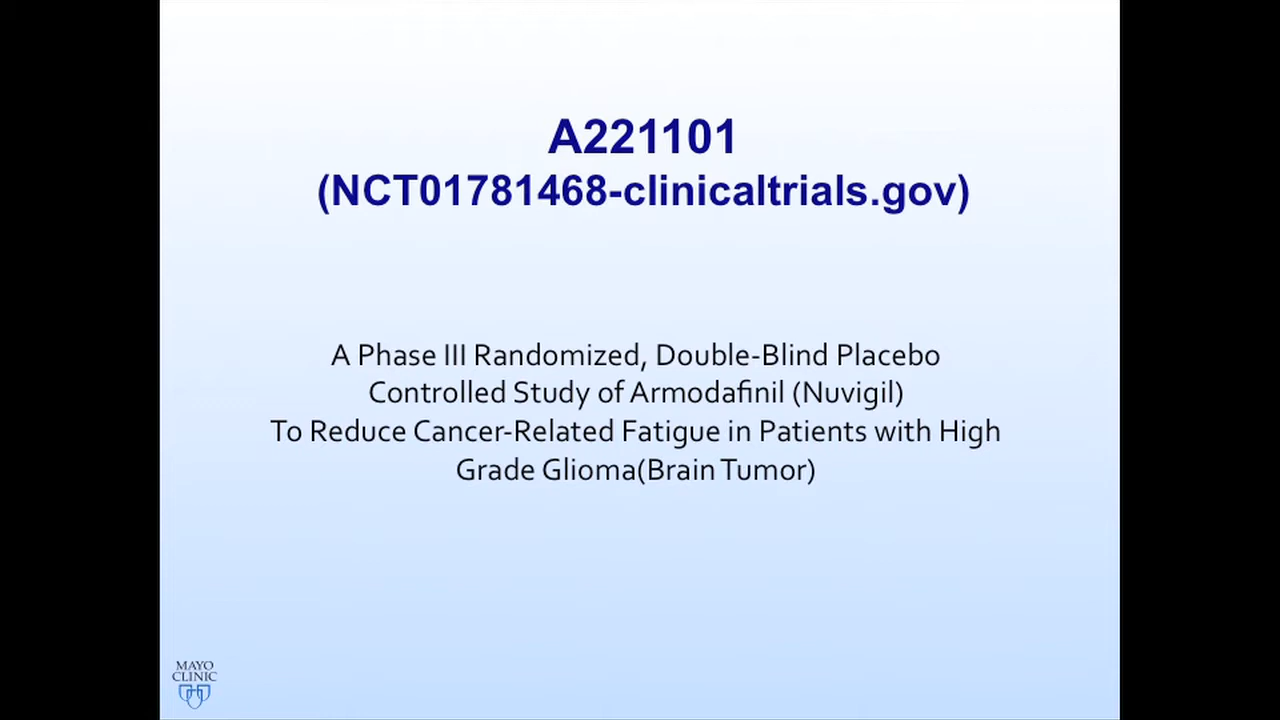 A221101
(NCT01781468-clinicaltrials.gov)
A Phase III Randomized, Double-Blind Placebo
Controlled Study of Armodafinil (Nuvigil)
To Reduce Cancer-Related Fatigue in Patients with High
Grade Glioma(Brain Tumor)
MAYO
CLINIC